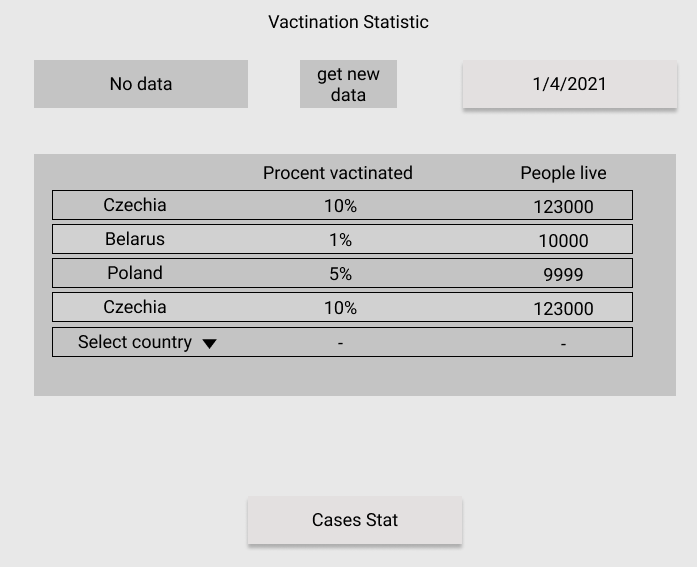 Vactination Statistic
No data
get new
data
1/4/2021
Procent vactinated People live
Czechia 10% 123000
Belarus 1% 10000
Poland 5% 9999
Czechia 10% 123000
Select country - -
Cases Stat